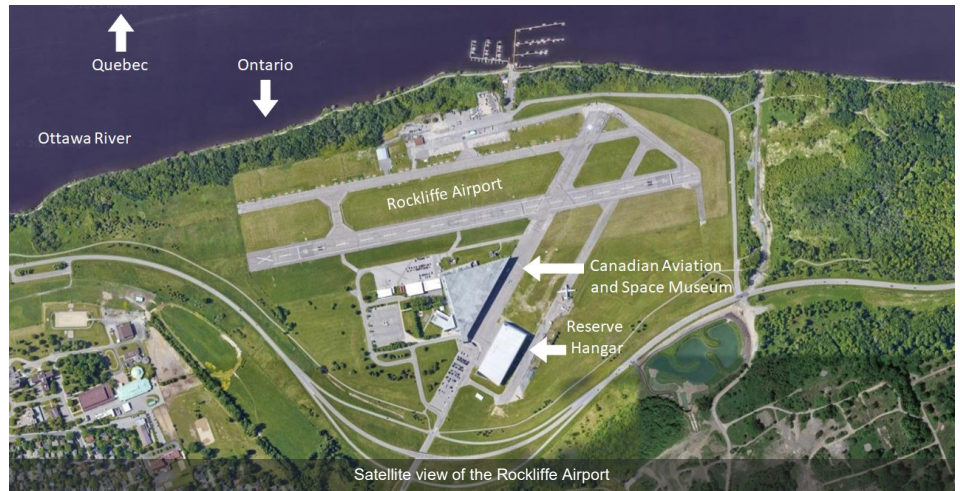 Quebec
Ontario
Ottawa River
Rockliffe Airport
Canadian Aviation
and Space Museum
Reserve
Hangar
Satellite view of the Rockliffe Airport